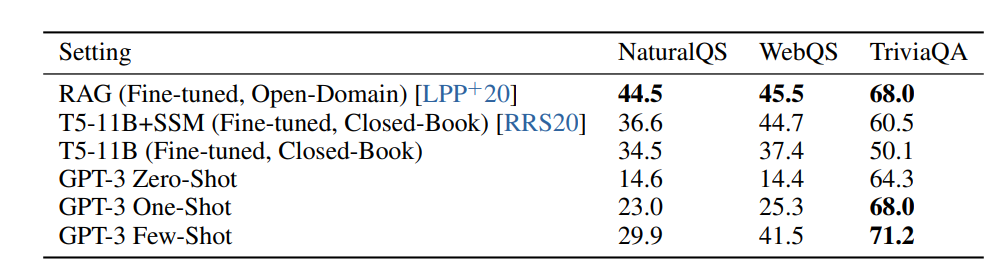 Setting NaturalQS WebQS TriviaQA
RAG (Fine-tuned, Open-Domain) [LPP+20] 44.5 45.5 68.0
T5-11B+SSM (Fine-tuned, Closed-Book) [RRS20] 36.6 44.7 60.5
T5-11B (Fine-tuned, Closed-Book) 34.5 37.4 50.1
GPT-3 Zero-Shot 14.6 14.4 64.3
GPT-3 One-Shot 23.0 25.3 68.0
GPT-3 Few-Shot 29.9 41.5 71.2